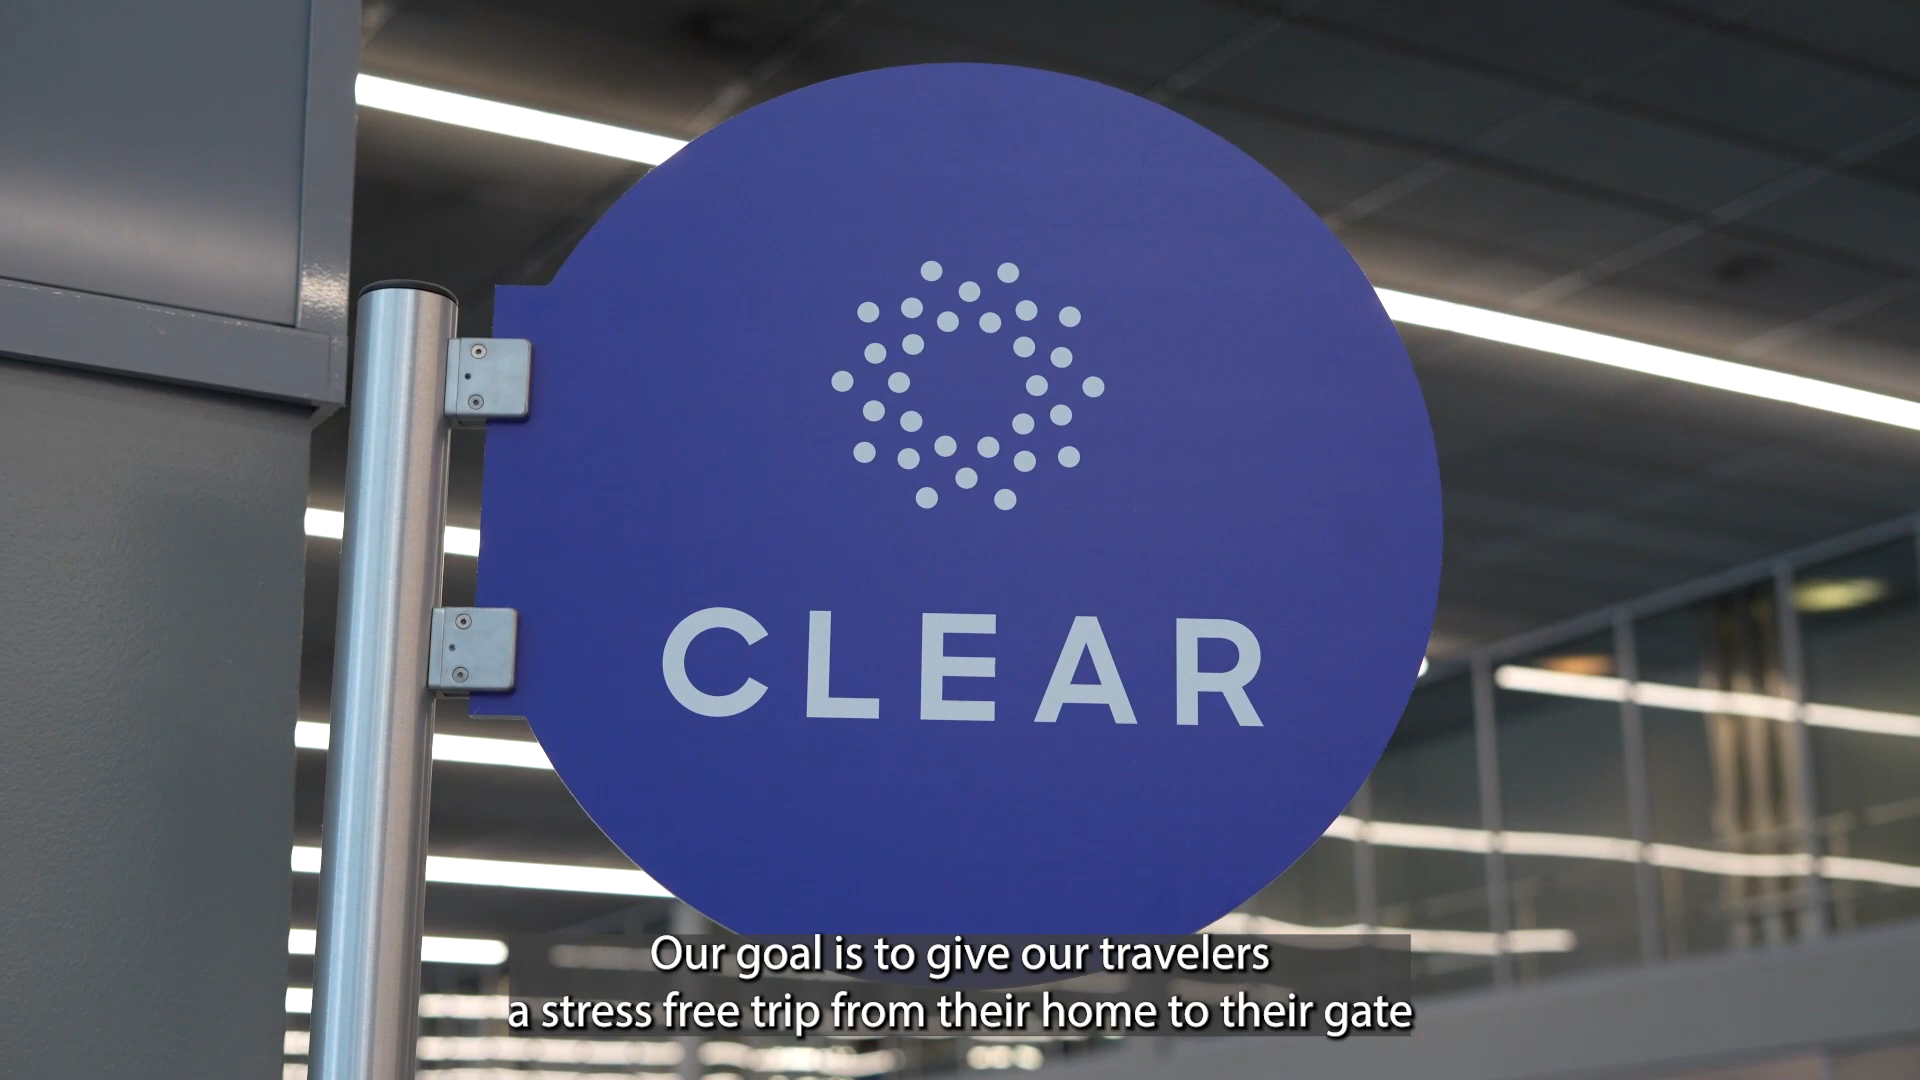 CLEAR
Our goal is to give our travelers
a stress free trip from their home to their gate